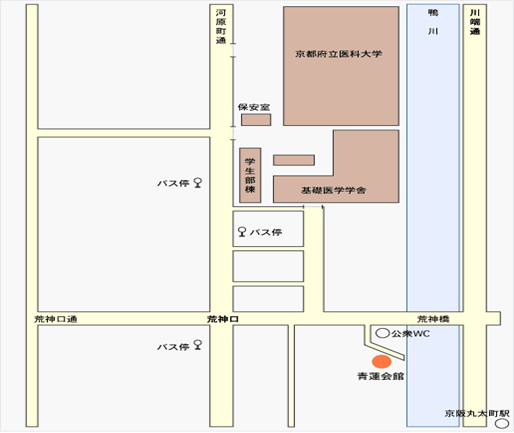 河原町通
鴨川
川端通
京都府立医科大学
保安室
学生部棟
バス停
基礎医学学舎
バス停
荒神口通
荒神口
荒神橋
公衆WC
バス停
青蓮会館
京阪丸太町駅